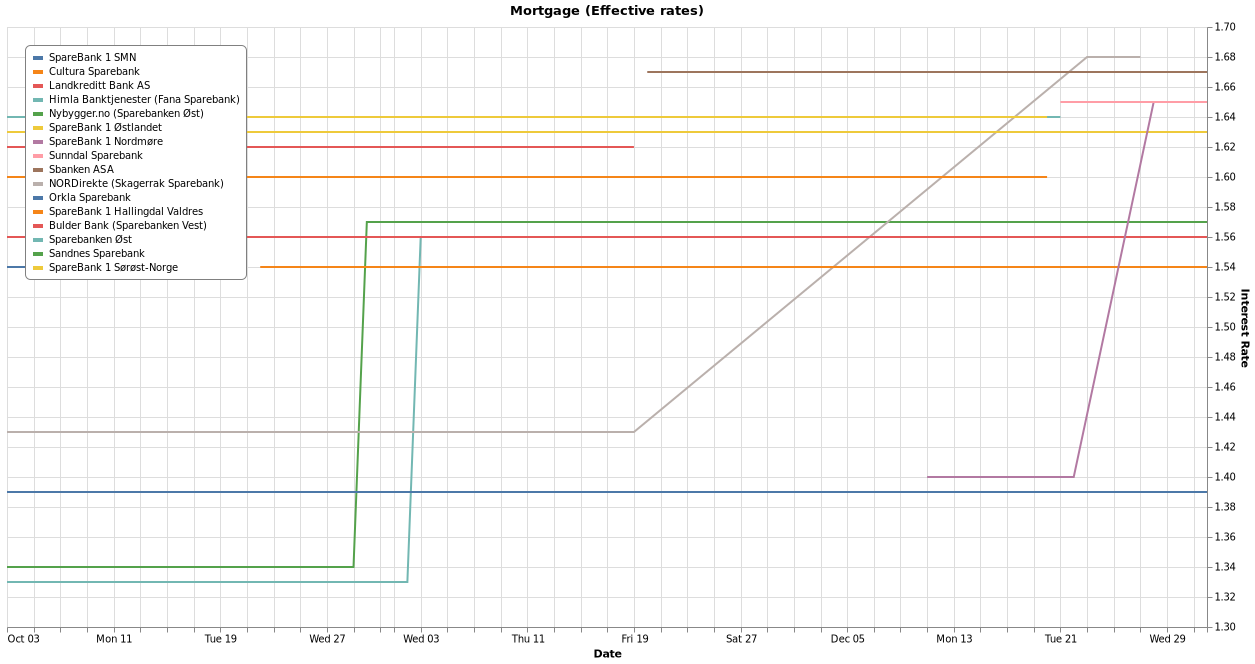 Mortgage (Effective rates)
SpareBank 1 SMN
Cultura Sparebank
Landkreditt Bank AS
Himla Banktjenester (Fana Sparebank)
Nybygger.no (Sparebanken Øst)
SpareBank 1 Østlandet
SpareBank 1 Nordmøre
Sunndal Sparebank
Sbanken ASA
NORDirekte (Skagerrak Sparebank)
Orkla Sparebank
SpareBank 1 Hallingdal Valdres
Bulder Bank (Sparebanken Vest)
Sparebanken Øst
Sandnes Sparebank
SpareBank 1 Sørøst-Norge
1.70
1.68
1.66
1.64
1.62
1.60
1.58
1.56
1.54
1.52
1.50
1.48
1.46
1.44
1.42
1.40
1.38
1.36
1.34
1.32
1.30
Interest Rate
Oct 03 Mon 11 Tue 19 Wed 27 Wed 03 Thu 11 Fri 19 Sat 27 Dec 05 Mon 13 Tue 21 Wed 29
Date